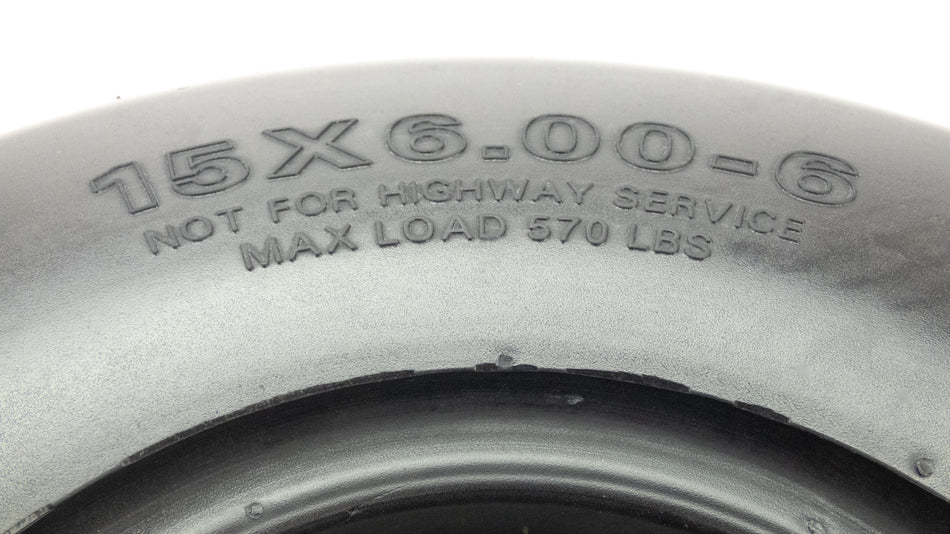 15X6.00-6
NOT FOR HIGHWAY SERVICE
MAX LOAD 570 LBS